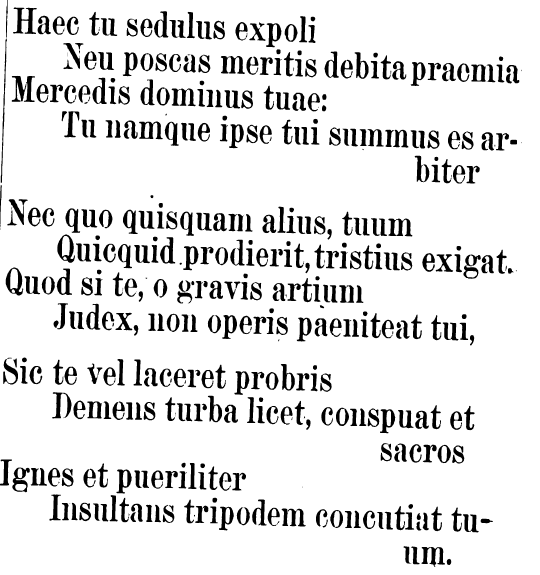 Haec tu sedulus expoli
Neu poscas meritis debita praemia
Mercedis dominus tuae:
Tu namque ipse tui summus es ar-
biter
Nec quo quisquam alius, tuum
Quicquid prodierit, tristius exigat.
Quod si te, o gravis artium
Judex, non operis paeniteat tui,
Sic te vel laceret probris
Demens turba licet, conspuat et
sacros
Ignes et pueriliter
Insultans tripodem concutiat tu-
um.